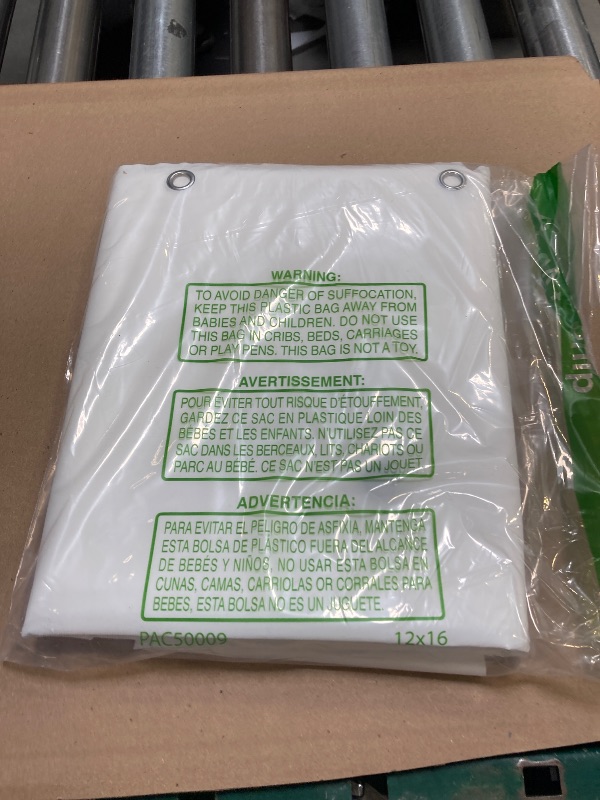 WARNING:
TO AVOID DANGER OF SUFFOCATION,
KEEP THIS PLASTIC BAG AWAY FROM
BABIES AND CHILDREN. DO NOT USE
THIS BAG IN CRIBS, BEDS, CARRIAGES
OR PLAY PENS. THIS BAG IS NOT A TOY.
AVERTISSEMENT:
POUR EVITER TOUT RISQUE D'ÉTOUFFEMENT,
GARDEZ CE SAC EN PLASTIQUE LOIN DES
BÉBÉS ET LES ENFANTS. N'UTILISEZ PAS CE
SAC DANS LES BERCEAUX, LITS, CHARIOTS OU
PARC AU BÉBÉ. CE SAC N'EST PAS UN JOUET.
ADVERTENCIA:
PARA EVITAR EL PELIGRO DE ASFIXIA, MANTENGA
ESTA BOLSA DE PLÁSTICO FUERA DEL ALCANCE
DE BEBÉS Y NIÑOS. NO USAR ESTA BOLSA EN
CUNAS, CAMAS, CARRIOLAS OR CORRALES PARA
BEBES, ESTA BOLSA NO ES UN JUGUETE.
PAC50009 12x16